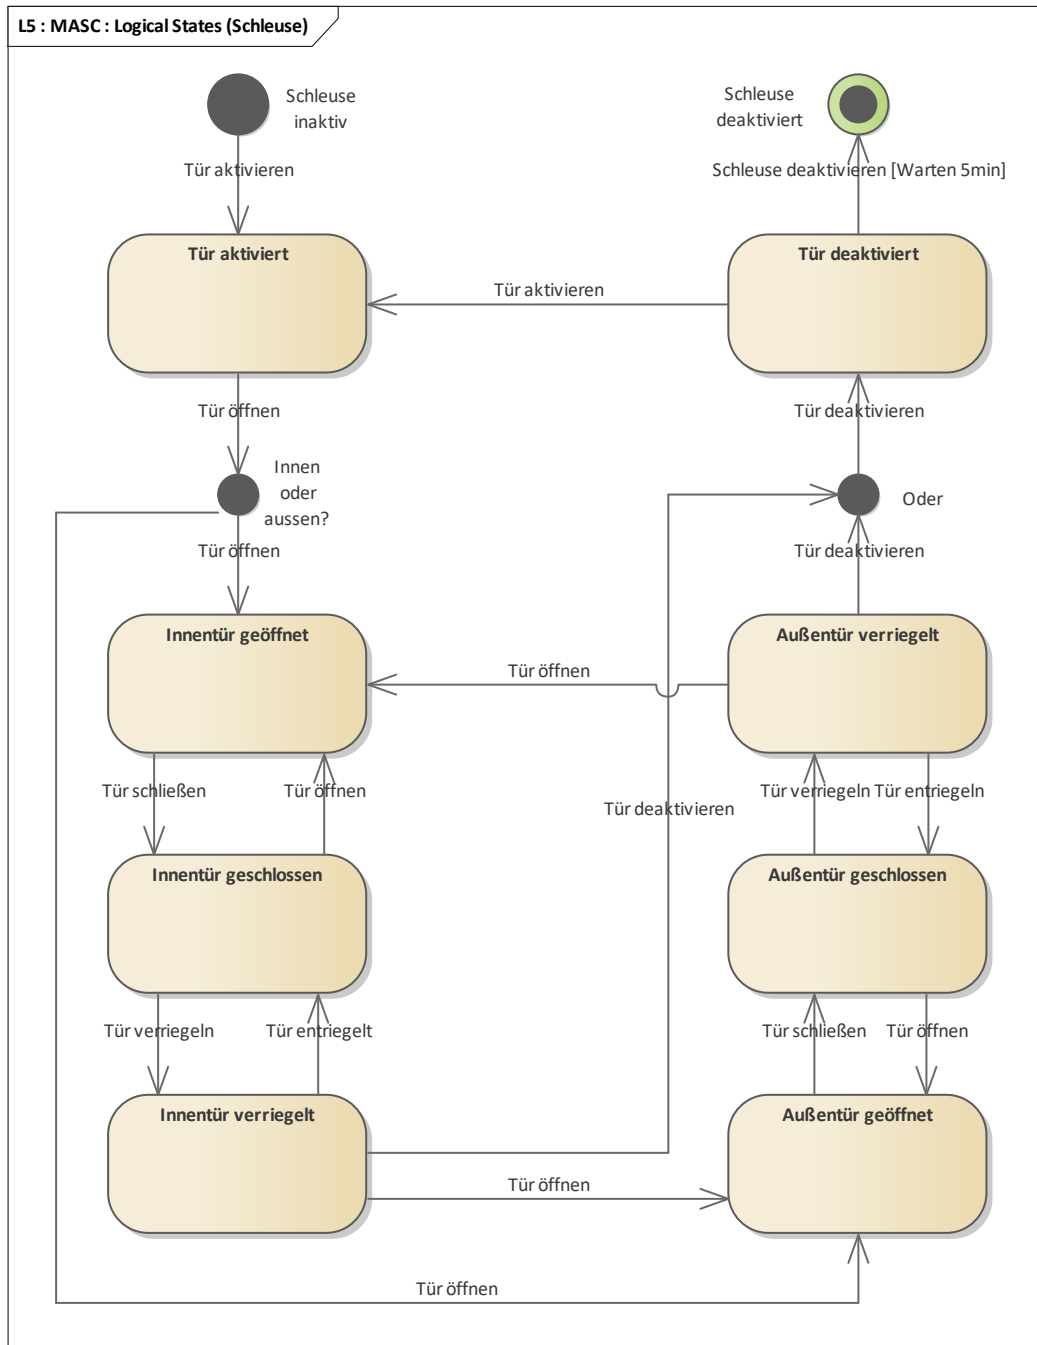 L5 : MASC : Logical States (Schleuse)
Schleuse
inaktiv
Schleuse
deaktiviert
Tür aktivieren
Schleuse deaktivieren [Warten 5min]
Tür aktiviert
Tür deaktiviert
Tür aktivieren
Tür öffnen
Tür deaktivieren
Innen
oder
aussen?
Oder
Tür öffnen
Tür deaktivieren
Innentür geöffnet
Außentür verriegelt
Tür öffnen
Tür schließen
Tür öffnen
Tür deaktivieren
Tür verriegeln
Tür entriegeln
Innentür geschlossen
Außentür geschlossen
Tür verriegeln
Tür entriegelt
Tür schließen
Tür öffnen
Innentür verriegelt
Außentür geöffnet
Tür öffnen
Tür öffnen